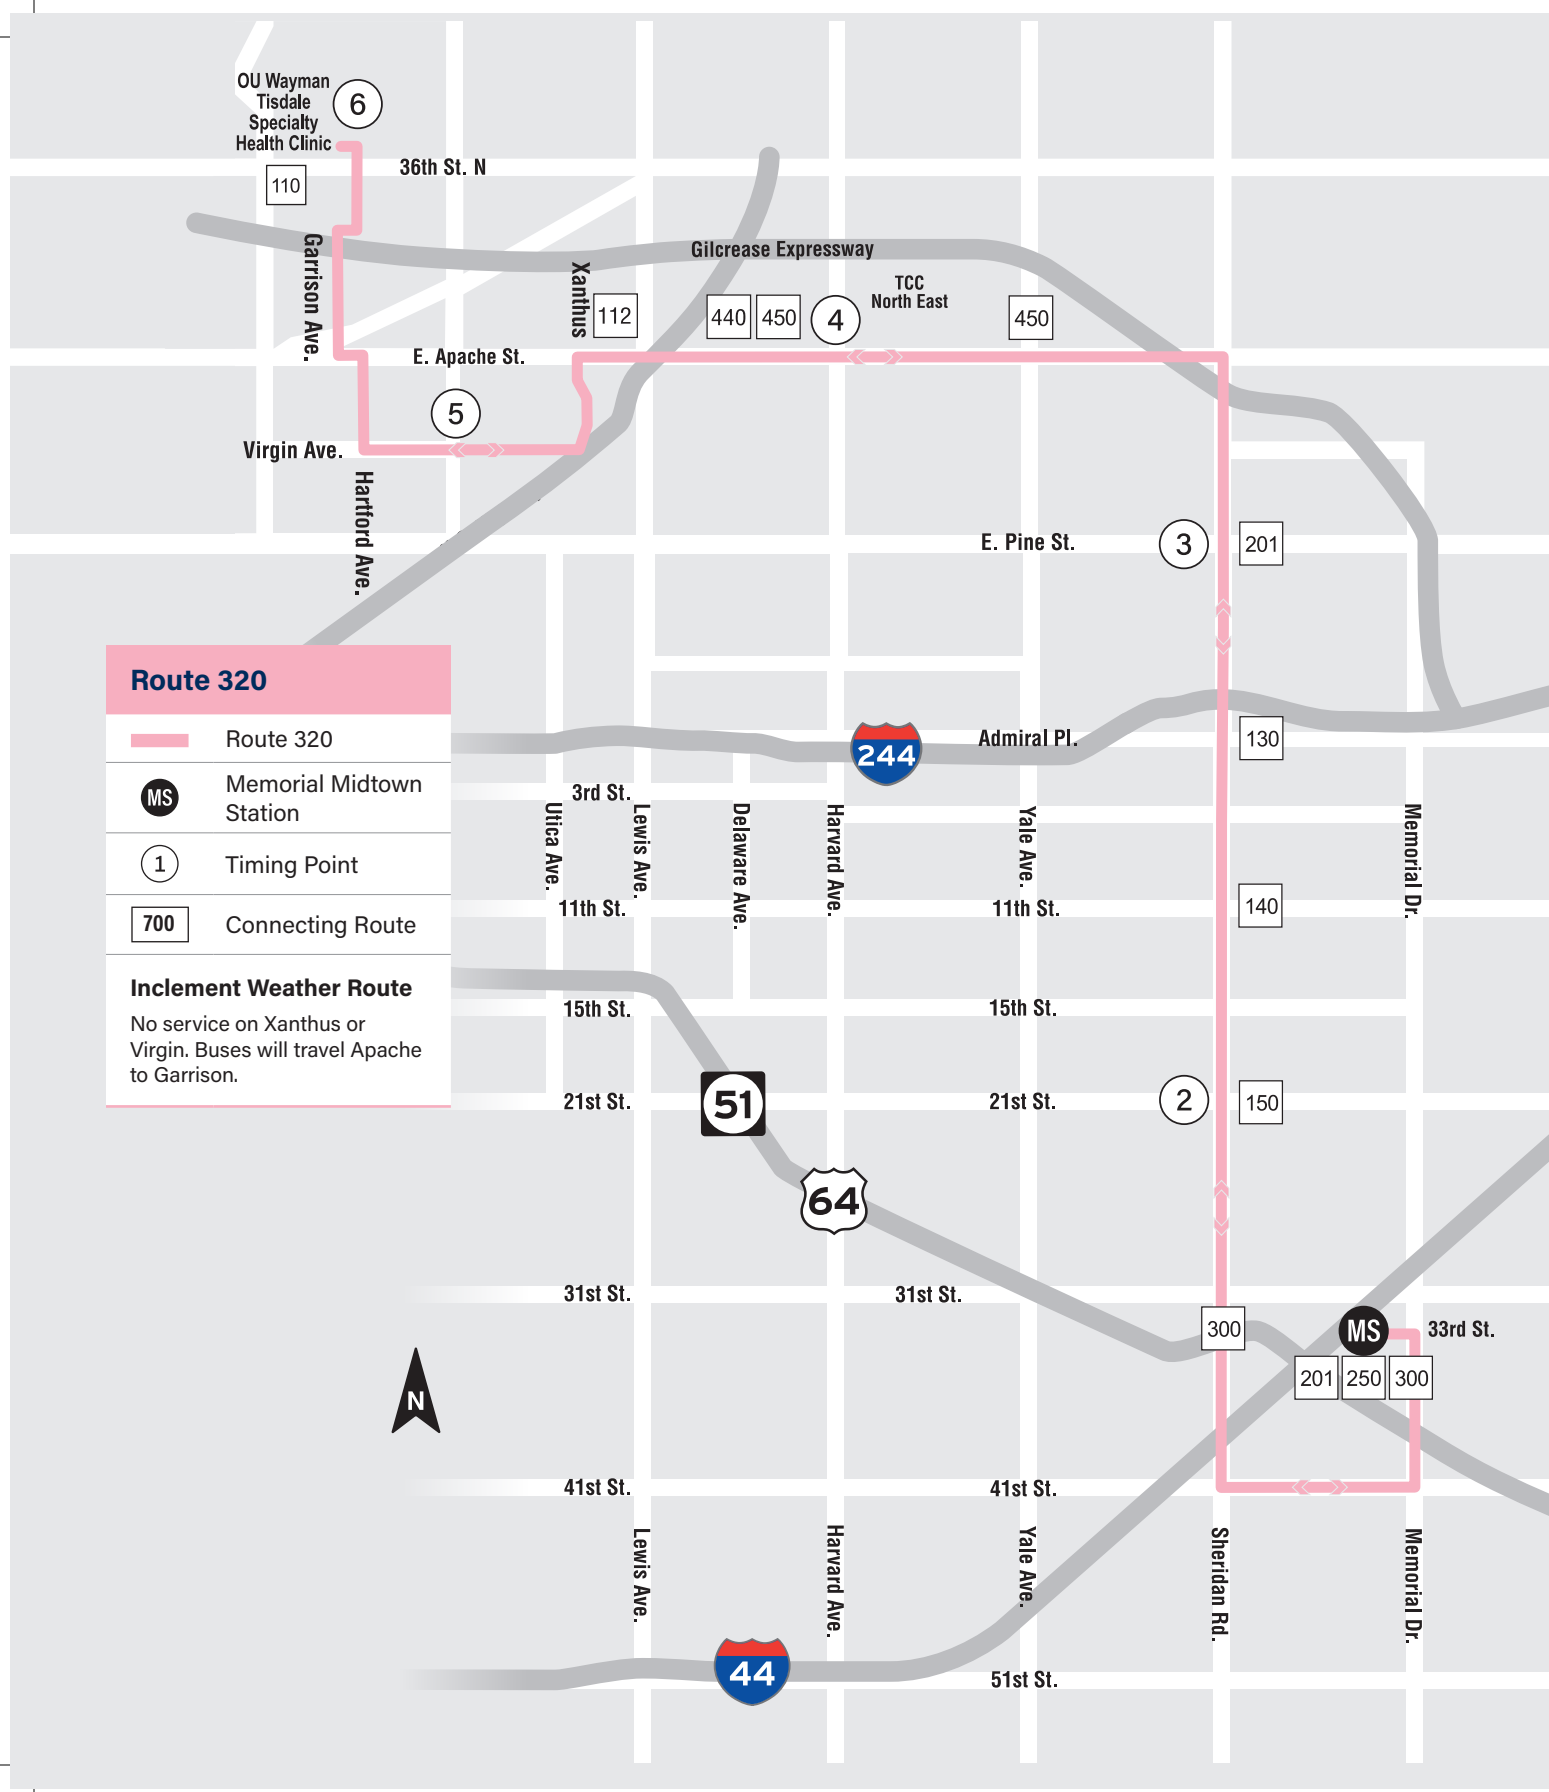 OU Wayman
Tisdale
Specialty
Health Clinic
6
36th St. N
110
Garrison Ave.
Gilcrease Expressway
Xanthus
112
440
450
4
TCC
North East
450
E. Apache St.
5
Virgin Ave.
Hartford Ave.
E. Pine St.
3
201
Route 320
Route 320
MS
Memorial Midtown
Station
1
Timing Point
700
Connecting Route
Inclement Weather Route
No service on Xanthus or
Virgin. Buses will travel Apache
to Garrison.
244
Admiral Pl.
130
3rd St.
Utica Ave.
Lewis Ave.
Delaware Ave.
Harvard Ave.
Yale Ave.
Memorial Dr.
11th St.
11th St.
140
15th St.
15th St.
21st St.
51
21st St.
2
150
64
31st St.
31st St.
300
MS
33rd St.
201
250
300
N
41st St.
41st St.
Lewis Ave.
Harvard Ave.
Yale Ave.
Sheridan Rd.
Memorial Dr.
44
51st St.